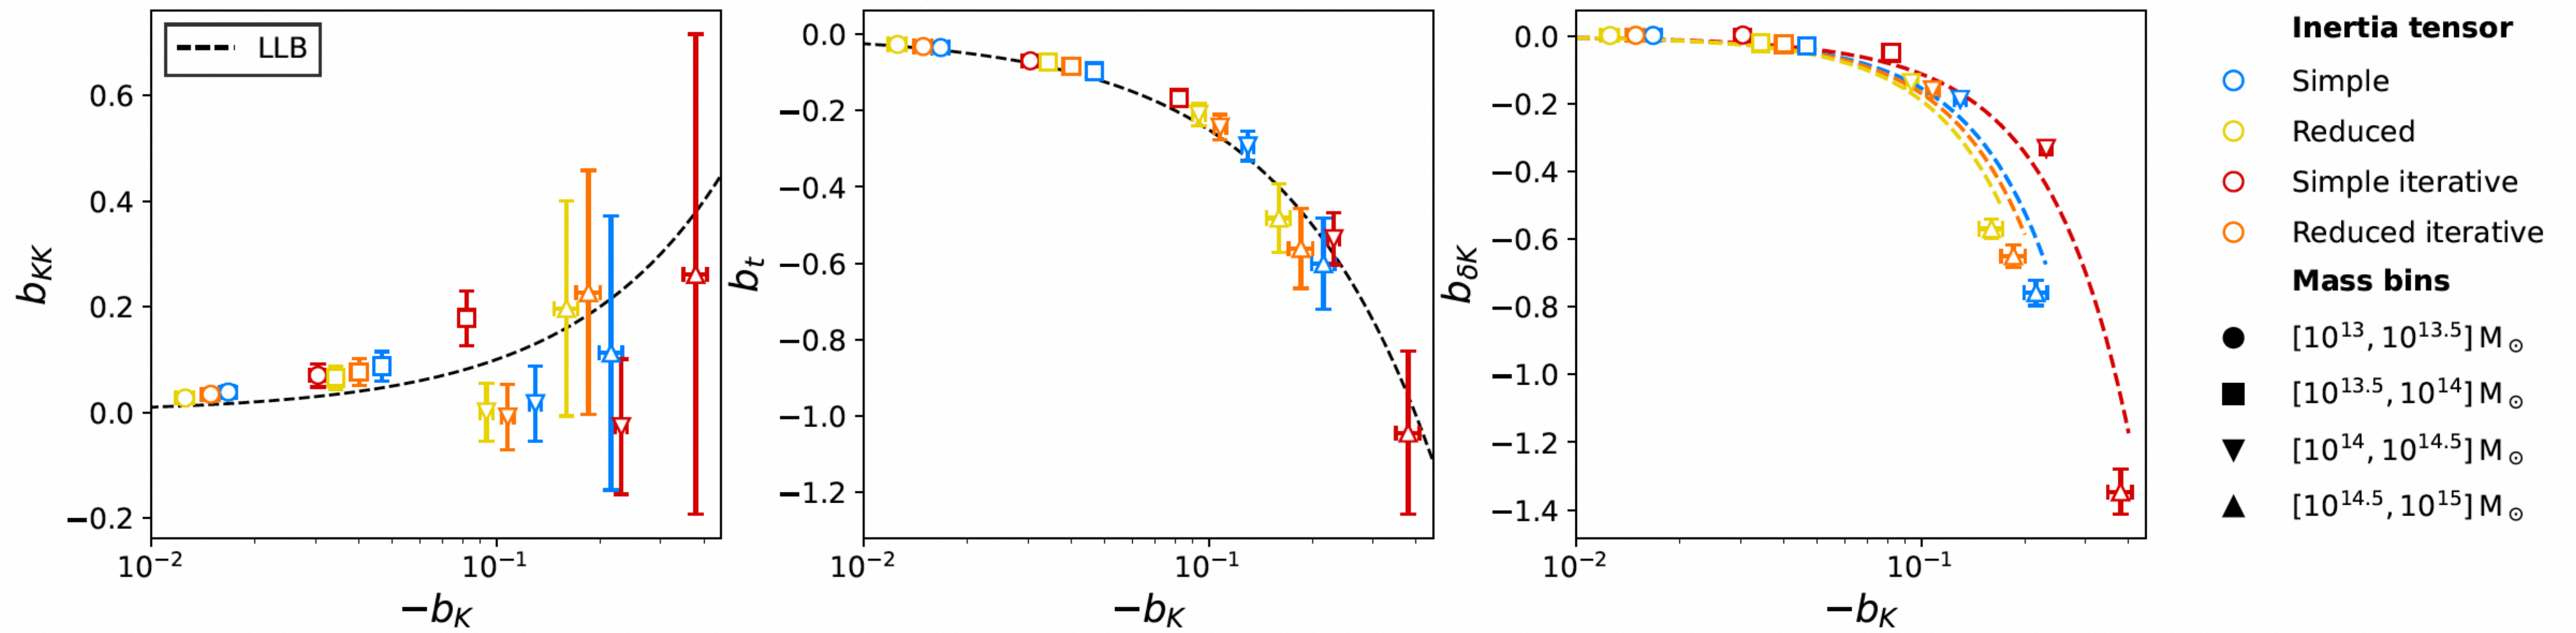 LLB
0.6
0.4
0.2
0.0
−0.2
b_{KK}
10^{−2}
10^{−1}
−b_K
0.0
−0.2
−0.4
−0.6
−0.8
−1.0
−1.2
b_t
10^{−2}
10^{−1}
−b_K
0.0
−0.2
−0.4
−0.6
−0.8
−1.0
−1.2
−1.4
b_{δK}
10^{−2}
10^{−1}
−b_K
Inertia tensor
Simple
Reduced
Simple iterative
Reduced iterative
Mass bins
[10^{13}, 10^{13.5}] M_⊙
[10^{13.5}, 10^{14}] M_⊙
[10^{14}, 10^{14.5}] M_⊙
[10^{14.5}, 10^{15}] M_⊙